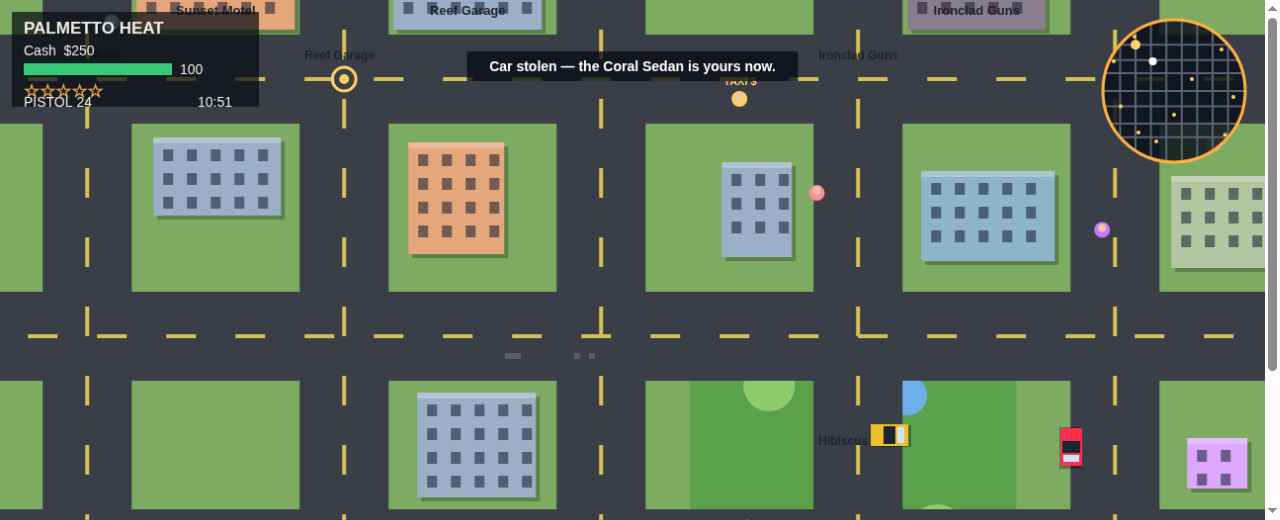 Sunset Motel
Reef Garage
Ironclad Guns
PALMETTO HEAT
Cash $250
Reef Garage
Ironclad Guns
Car stolen — the Coral Sedan is yours now.
100
TAXI $
PISTOL 24
10:51
Hibiscus